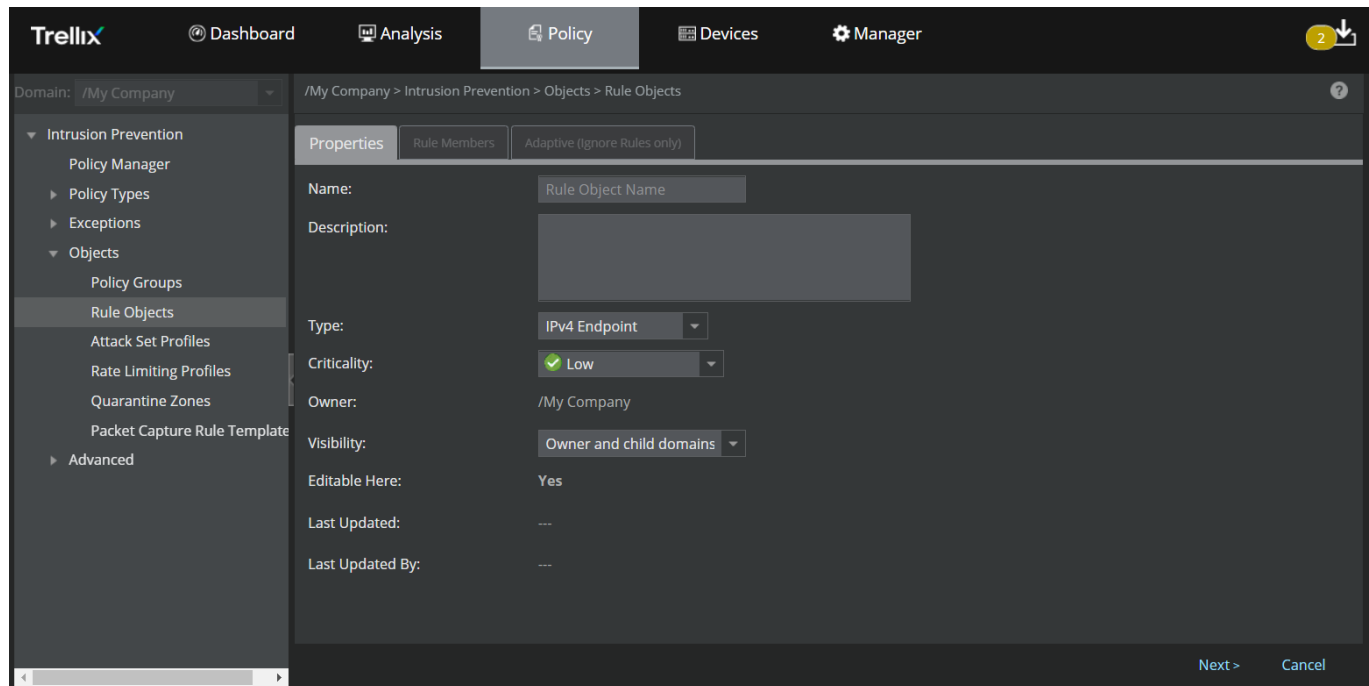 Trellix
Dashboard
Analysis
Policy
Devices
Manager
2
Domain: /My Company
/My Company > Intrusion Prevention > Objects > Rule Objects
?
Intrusion Prevention
Policy Manager
Policy Types
Exceptions
Objects
Policy Groups
Rule Objects
Attack Set Profiles
Rate Limiting Profiles
Quarantine Zones
Packet Capture Rule Template
Advanced
Properties
Rule Members
Adaptive (Ignore Rules only)
Name: Rule Object Name
Description:
Type: IPv4 Endpoint
Criticality: Low
Owner: /My Company
Visibility: Owner and child domains
Editable Here: Yes
Last Updated: ---
Last Updated By: ---
Next >
Cancel